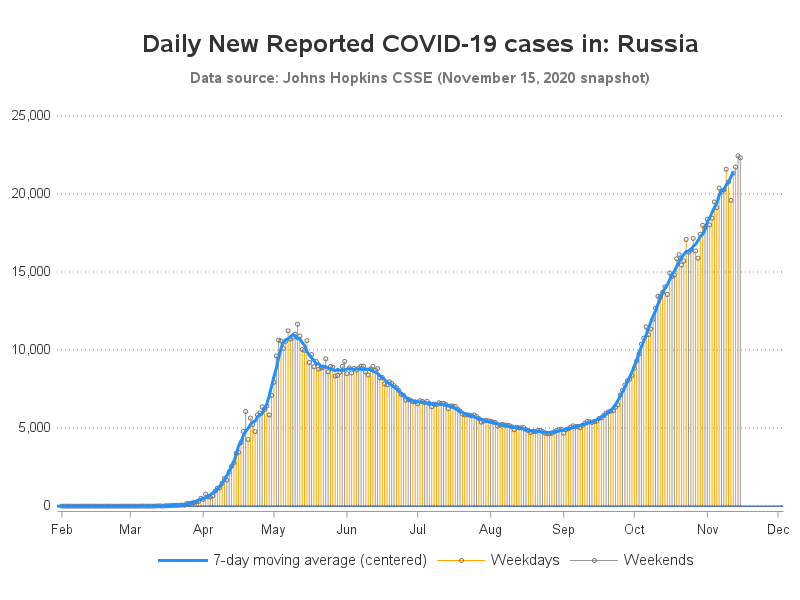 Daily New Reported COVID-19 cases in: Russia
Data source: Johns Hopkins CSSE (November 15, 2020 snapshot)
25,000
20,000
15,000
10,000
5,000
0
Feb Mar Apr May Jun Jul Aug Sep Oct Nov Dec
7-day moving average (centered) Weekdays Weekends